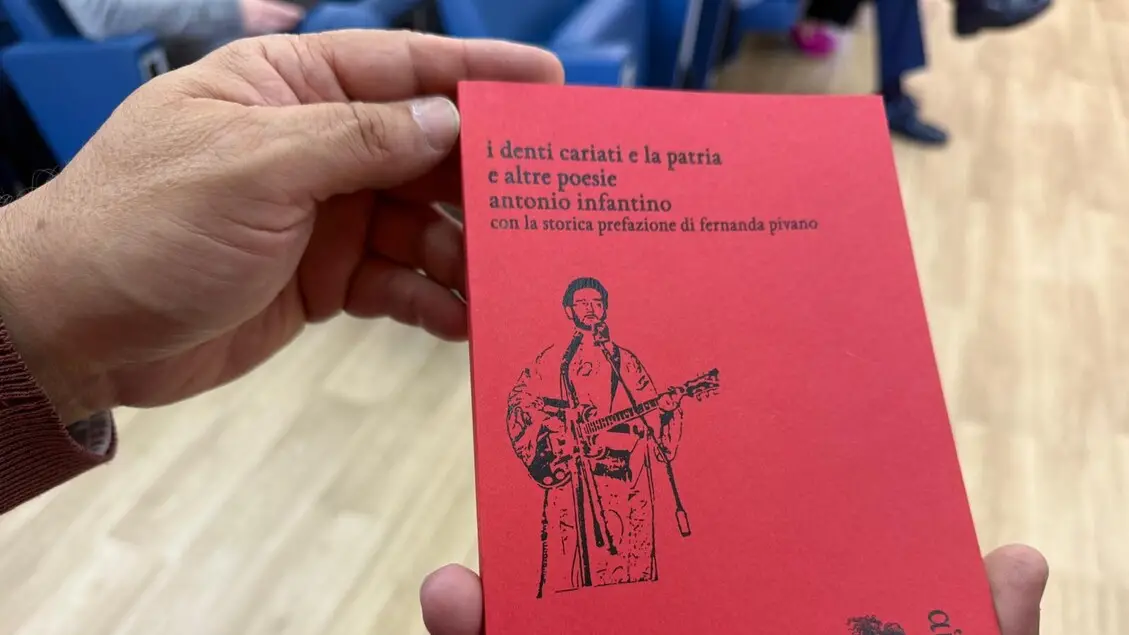 i denti cariati e la patria
e altre poesie
antonio infantino
con la storica prefazione di fernanda pivano